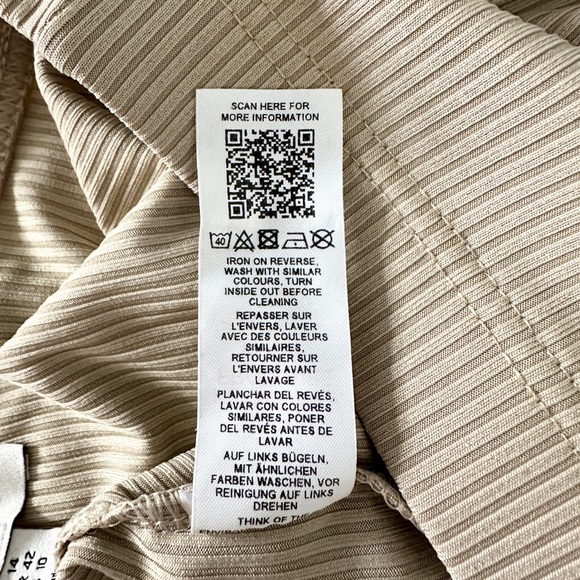 SCAN HERE FOR
MORE INFORMATION
40
IRON ON REVERSE,
WASH WITH SIMILAR
COLOURS, TURN
INSIDE OUT BEFORE
CLEANING
REPASSER SUR
L'ENVERS, LAVER
AVEC DES COULEURS
SIMILAIRES,
RETOURNER SUR
L'ENVERS AVANT
LAVAGE
PLANCHAR DEL REVÉS,
LAVAR CON COLORES
SIMILARES, PONER
DEL REVÉS ANTES DE
LAVAR
AUF LINKS BÜGELN,
MIT ÄHNLICHEN
FARBEN WASCHEN, VOR
REINIGUNG AUF LINKS
DREHEN
THINK OF
14
42
10